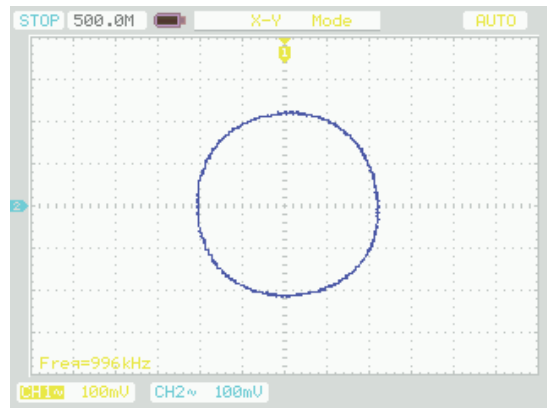 STOP 500.0M X-Y Mode AUTO
1
2
Freq=996kHz
CH1~ 100mV CH2~ 100mV